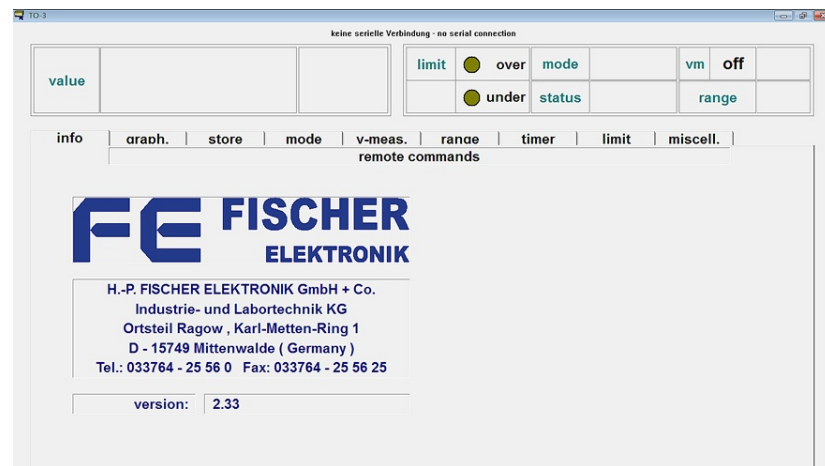 TO-3
keine serielle Verbindung - no serial connection
value
limit over mode vm off
under status range
info graph. store mode v-meas. range timer limit miscell.
remote commands
FE FISCHER
ELEKTRONIK
H.-P. FISCHER ELEKTRONIK GmbH + Co.
Industrie- und Labortechnik KG
Ortsteil Ragow , Karl-Metten-Ring 1
D - 15749 Mittenwalde ( Germany )
Tel.: 033764 - 25 56 0 Fax: 033764 - 25 56 25
version: 2.33